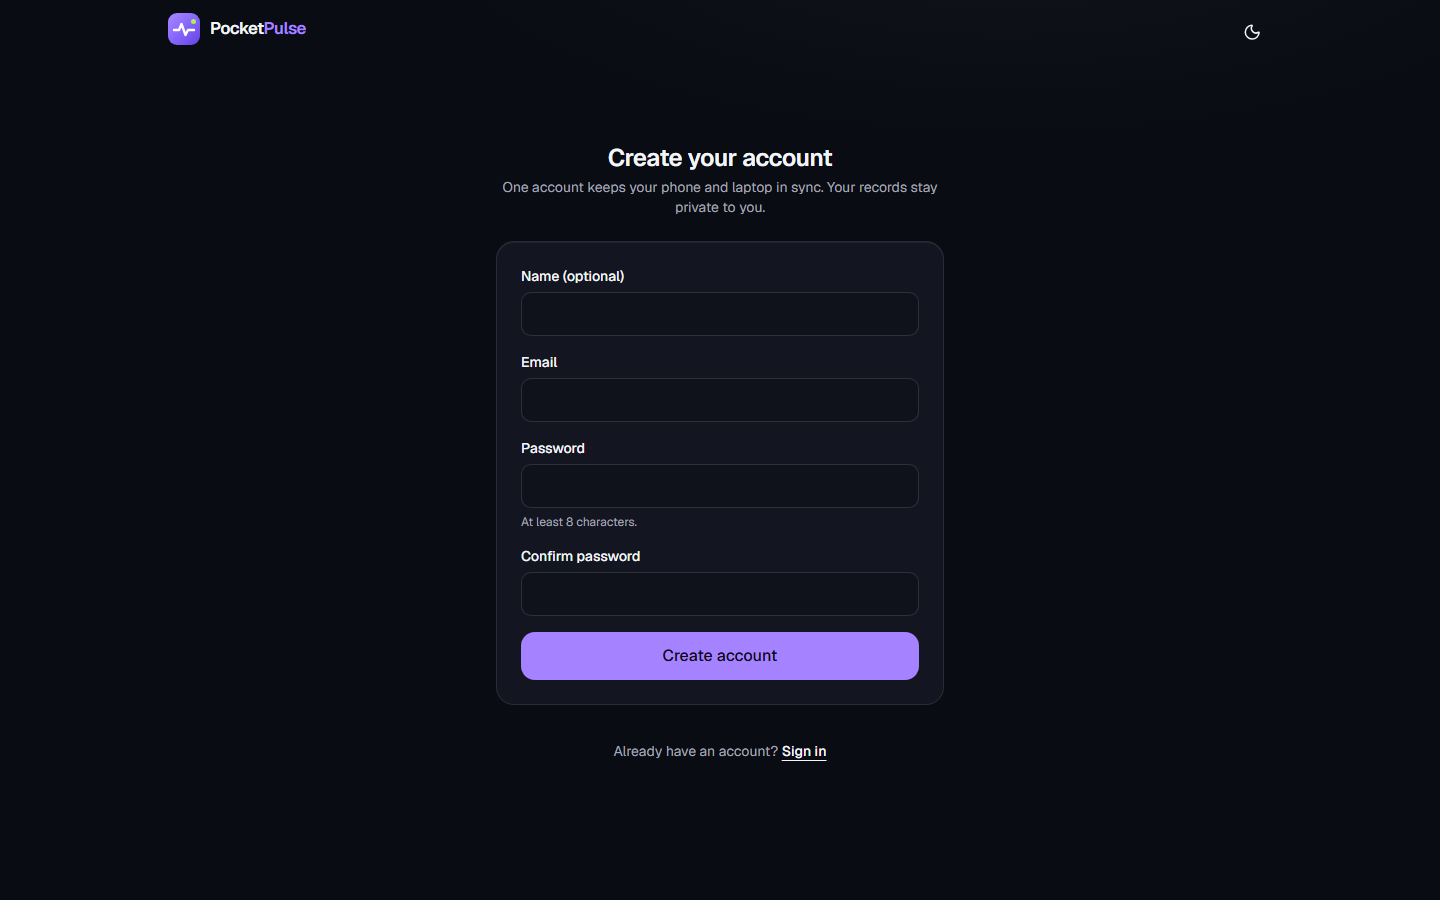 PocketPulse
Create your account
One account keeps your phone and laptop in sync. Your records stay
private to you.
Name (optional)
Email
Password
At least 8 characters.
Confirm password
Create account
Already have an account? Sign in